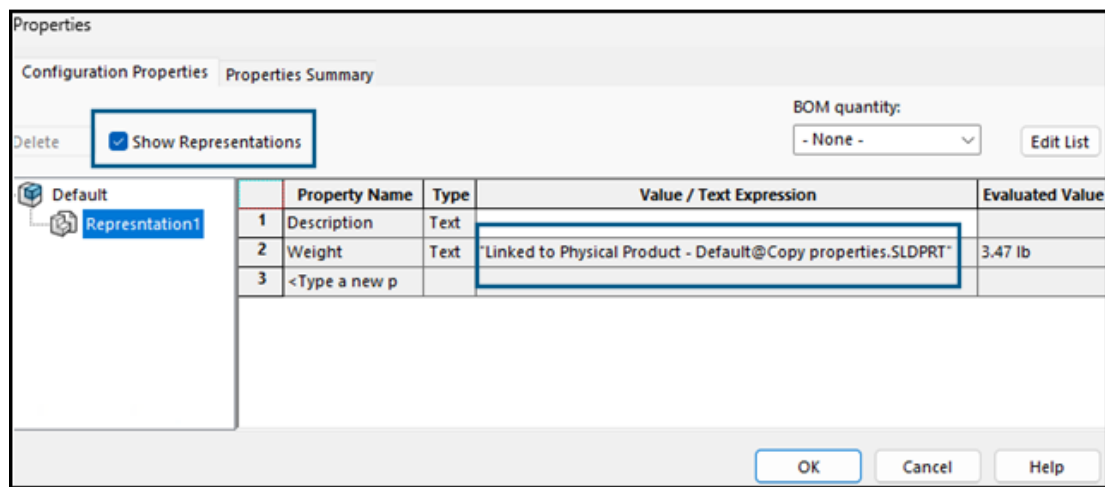 Properties
Configuration Properties Properties Summary
BOM quantity:
Delete Show Representations - None - Edit List
Default Property Name Type Value / Text Expression Evaluated Value
Represntation1 1 Description Text
2 Weight Text "Linked to Physical Product - Default@Copy properties.SLDPRT" 3.47 lb
3 <Type a new p
OK Cancel Help